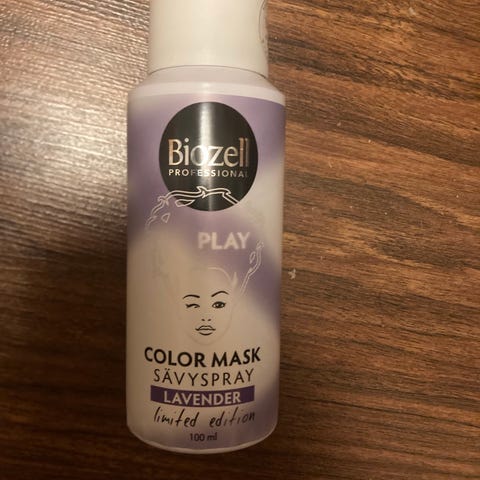 Biozell
PROFESSIONAL
PLAY
COLOR MASK
SÄVYSPRAY
LAVENDER
limited edition
100 ml